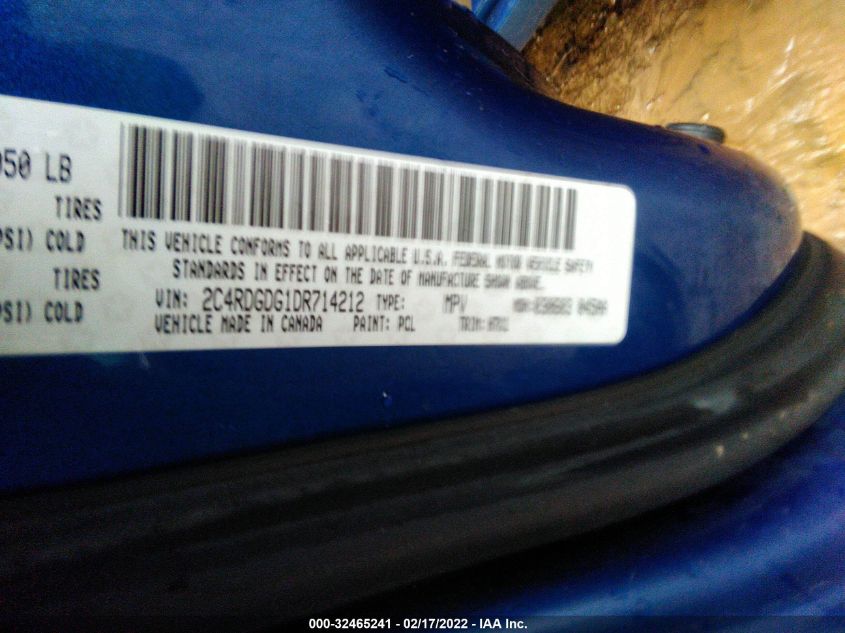 950 LB
TIRES
PSI) COLD
TIRES
PSI) COLD
THIS VEHICLE CONFORMS TO ALL APPLICABLE U.S.A. FEDERAL MOTOR VEHICLE SAFETY
STANDARDS IN EFFECT ON THE DATE OF MANUFACTURE SHOWN ABOVE.
VIN: 2C4RDGDG1DR714212 TYPE: MPV
VEHICLE MADE IN CANADA PAINT: PCL TRIM:
000-32465241 - 02/17/2022 - IAA Inc.